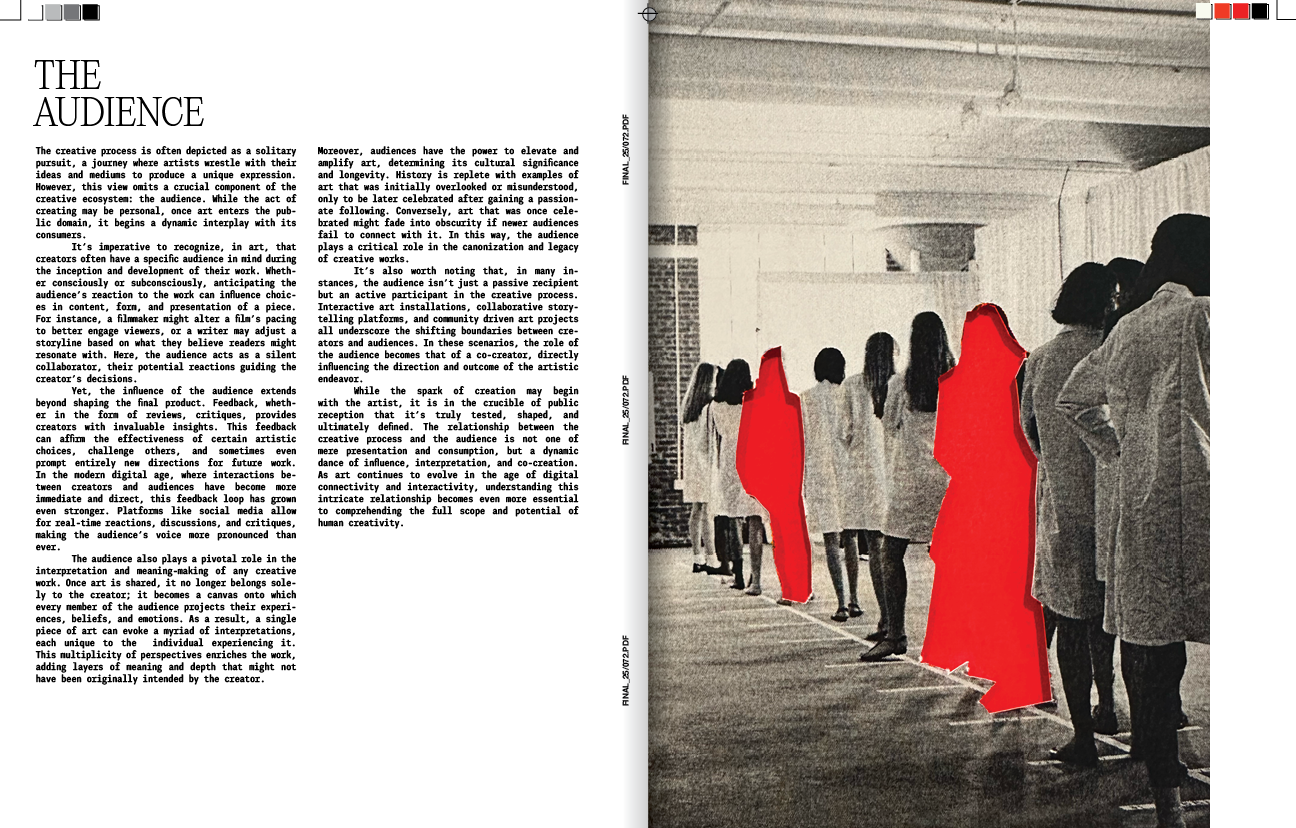 THE
AUDIENCE
The creative process is often depicted as a solitary
pursuit, a journey where artists wrestle with their
ideas and mediums to produce a unique expression.
However, this view omits a crucial component of the
creative ecosystem: the audience. While the act of
creating may be personal, once art enters the pub-
lic domain, it begins a dynamic interplay with its
consumers.
It's imperative to recognize, in art, that
creators often have a specific audience in mind during
the inception and development of their work. Wheth-
er consciously or subconsciously, anticipating the
audience's reaction to the work can influence choic-
es in content, form, and presentation of a piece.
For instance, a filmmaker might alter a film's pacing
to better engage viewers, or a writer may adjust a
storyline based on what they believe readers might
resonate with. Here, the audience acts as a silent
collaborator, their potential reactions guiding the
creator's decisions.
Yet, the influence of the audience extends
beyond shaping the final product. Feedback, wheth-
er in the form of reviews, critiques, provides
creators with invaluable insights. This feedback
can affirm the effectiveness of certain artistic
choices, challenge others, and sometimes even
prompt entirely new directions for future work.
In the modern digital age, where interactions be-
tween creators and audiences have become more
immediate and direct, this feedback loop has grown
even stronger. Platforms like social media allow
for real-time reactions, discussions, and critiques,
making the audience's voice more pronounced than
ever.
The audience also plays a pivotal role in the
interpretation and meaning-making of any creative
work. Once art is shared, it no longer belongs sole-
ly to the creator; it becomes a canvas onto which
every member of the audience projects their experi-
ences, beliefs, and emotions. As a result, a single
piece of art can evoke a myriad of interpretations,
each unique to the individual experiencing it.
This multiplicity of perspectives enriches the work,
adding layers of meaning and depth that might not
have been originally intended by the creator.
Moreover, audiences have the power to elevate and
amplify art, determining its cultural significance
and longevity. History is replete with examples of
art that was initially overlooked or misunderstood,
only to be later celebrated after gaining a passion-
ate following. Conversely, art that was once cele-
brated might fade into obscurity if newer audiences
fail to connect with it. In this way, the audience
plays a critical role in the canonization and legacy
of creative works.
It's also worth noting that, in many in-
stances, the audience isn't just a passive recipient
but an active participant in the creative process.
Interactive art installations, collaborative story-
telling platforms, and community driven art projects
all underscore the shifting boundaries between cre-
ators and audiences. In these scenarios, the role of
the audience becomes that of a co-creator, directly
influencing the direction and outcome of the artistic
endeavor.
While the spark of creation may begin
with the artist, it is in the crucible of public
reception that it's truly tested, shaped, and
ultimately defined. The relationship between the
creative process and the audience is not one of
mere presentation and consumption, but a dynamic
dance of influence, interpretation, and co-creation.
As art continues to evolve in the age of digital
connectivity and interactivity, understanding this
intricate relationship becomes even more essential
to comprehending the full scope and potential of
human creativity.
FINAL_25/072.PDF
FINAL_25/072.PDF
FINAL_25/072.PDF